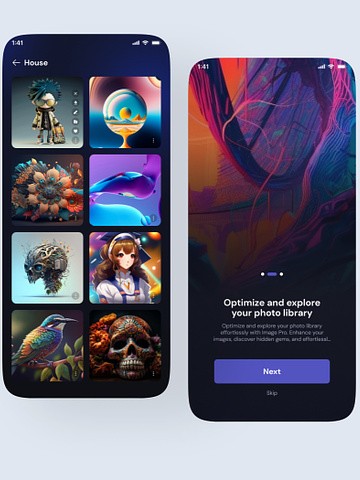 1:41
← House
1:41
Optimize and explore
your photo library
Optimize and explore your photo library
effortlessly with Image Pro. Enhance your
images, discover hidden gems, and effortlessl...
Next
Skip